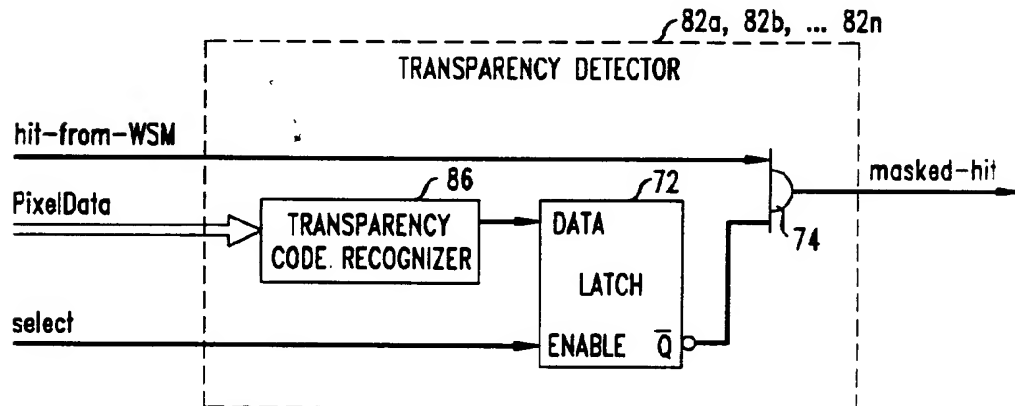 82a, 82b, ... 82n
TRANSPARENCY DETECTOR
hit-from-WSM
masked-hit
PixelData
86
72
TRANSPARENCY
CODE. RECOGNIZER
DATA
74
LATCH
select
ENABLE Q̅